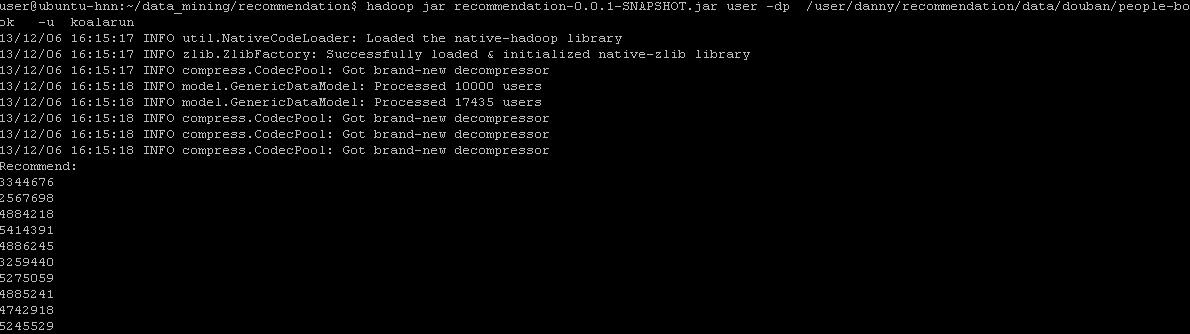 user@ubuntu-hnn:~/data_mining/recommendation$ hadoop jar recommendation-0.0.1-SNAPSHOT.jar user -dp  /user/danny/recommendation/data/douban/people-bo
ok   -u  koalarun
13/12/06 16:15:17 INFO util.NativeCodeLoader: Loaded the native-hadoop library
13/12/06 16:15:17 INFO zlib.ZlibFactory: Successfully loaded & initialized native-zlib library
13/12/06 16:15:17 INFO compress.CodecPool: Got brand-new decompressor
13/12/06 16:15:18 INFO model.GenericDataModel: Processed 10000 users
13/12/06 16:15:18 INFO model.GenericDataModel: Processed 17435 users
13/12/06 16:15:18 INFO compress.CodecPool: Got brand-new decompressor
13/12/06 16:15:18 INFO compress.CodecPool: Got brand-new decompressor
13/12/06 16:15:18 INFO compress.CodecPool: Got brand-new decompressor
Recommend:
3344676
2567698
4884218
5414391
4886245
3259440
5275059
4885241
4742918
5245529